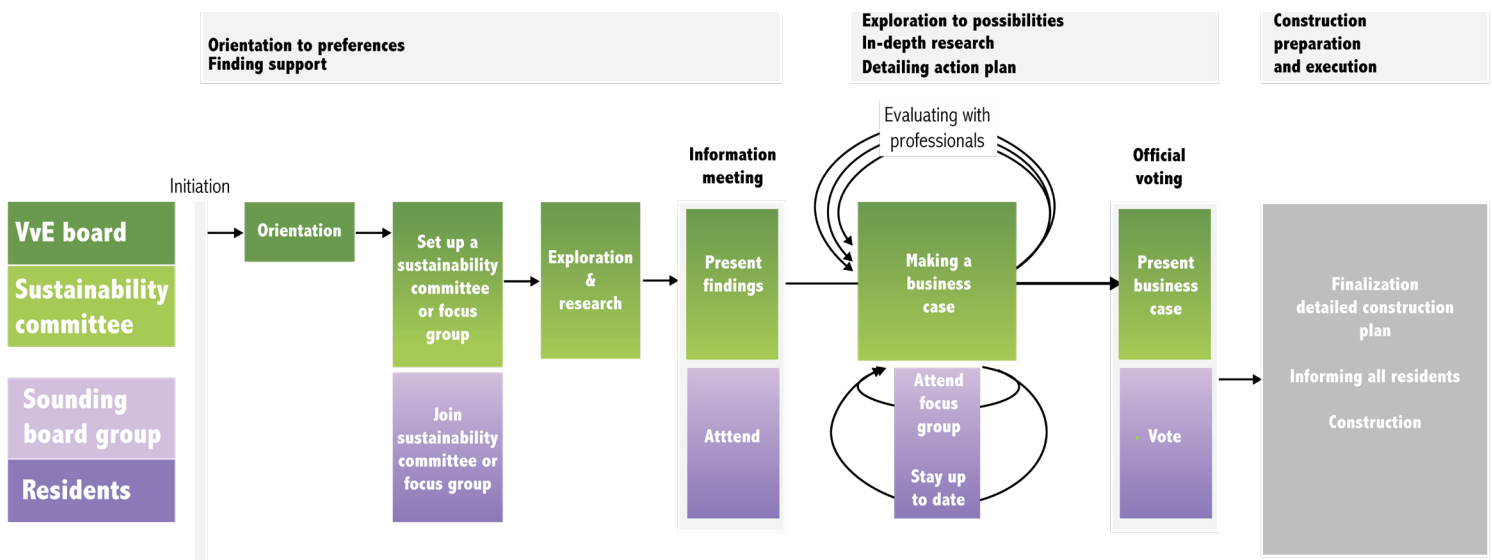 Orientation to preferences
Finding support
Exploration to possibilities
In-depth research
Detailing action plan
Construction
preparation
and execution
Evaluating with
professionals
Information
meeting
Official
voting
Initiation
VvE board
Sustainability
committee
Sounding
board group
Residents
Orientation
Set up a
sustainability
committee
or focus
group
Join
sustainability
committee or
focus group
Exploration
&
research
Present
findings
Atttend
Making a
business
case
Attend
focus
group
Stay up
to date
Present
business
case
Vote
Finalization
detailed construction
plan
Informing all residents
Construction